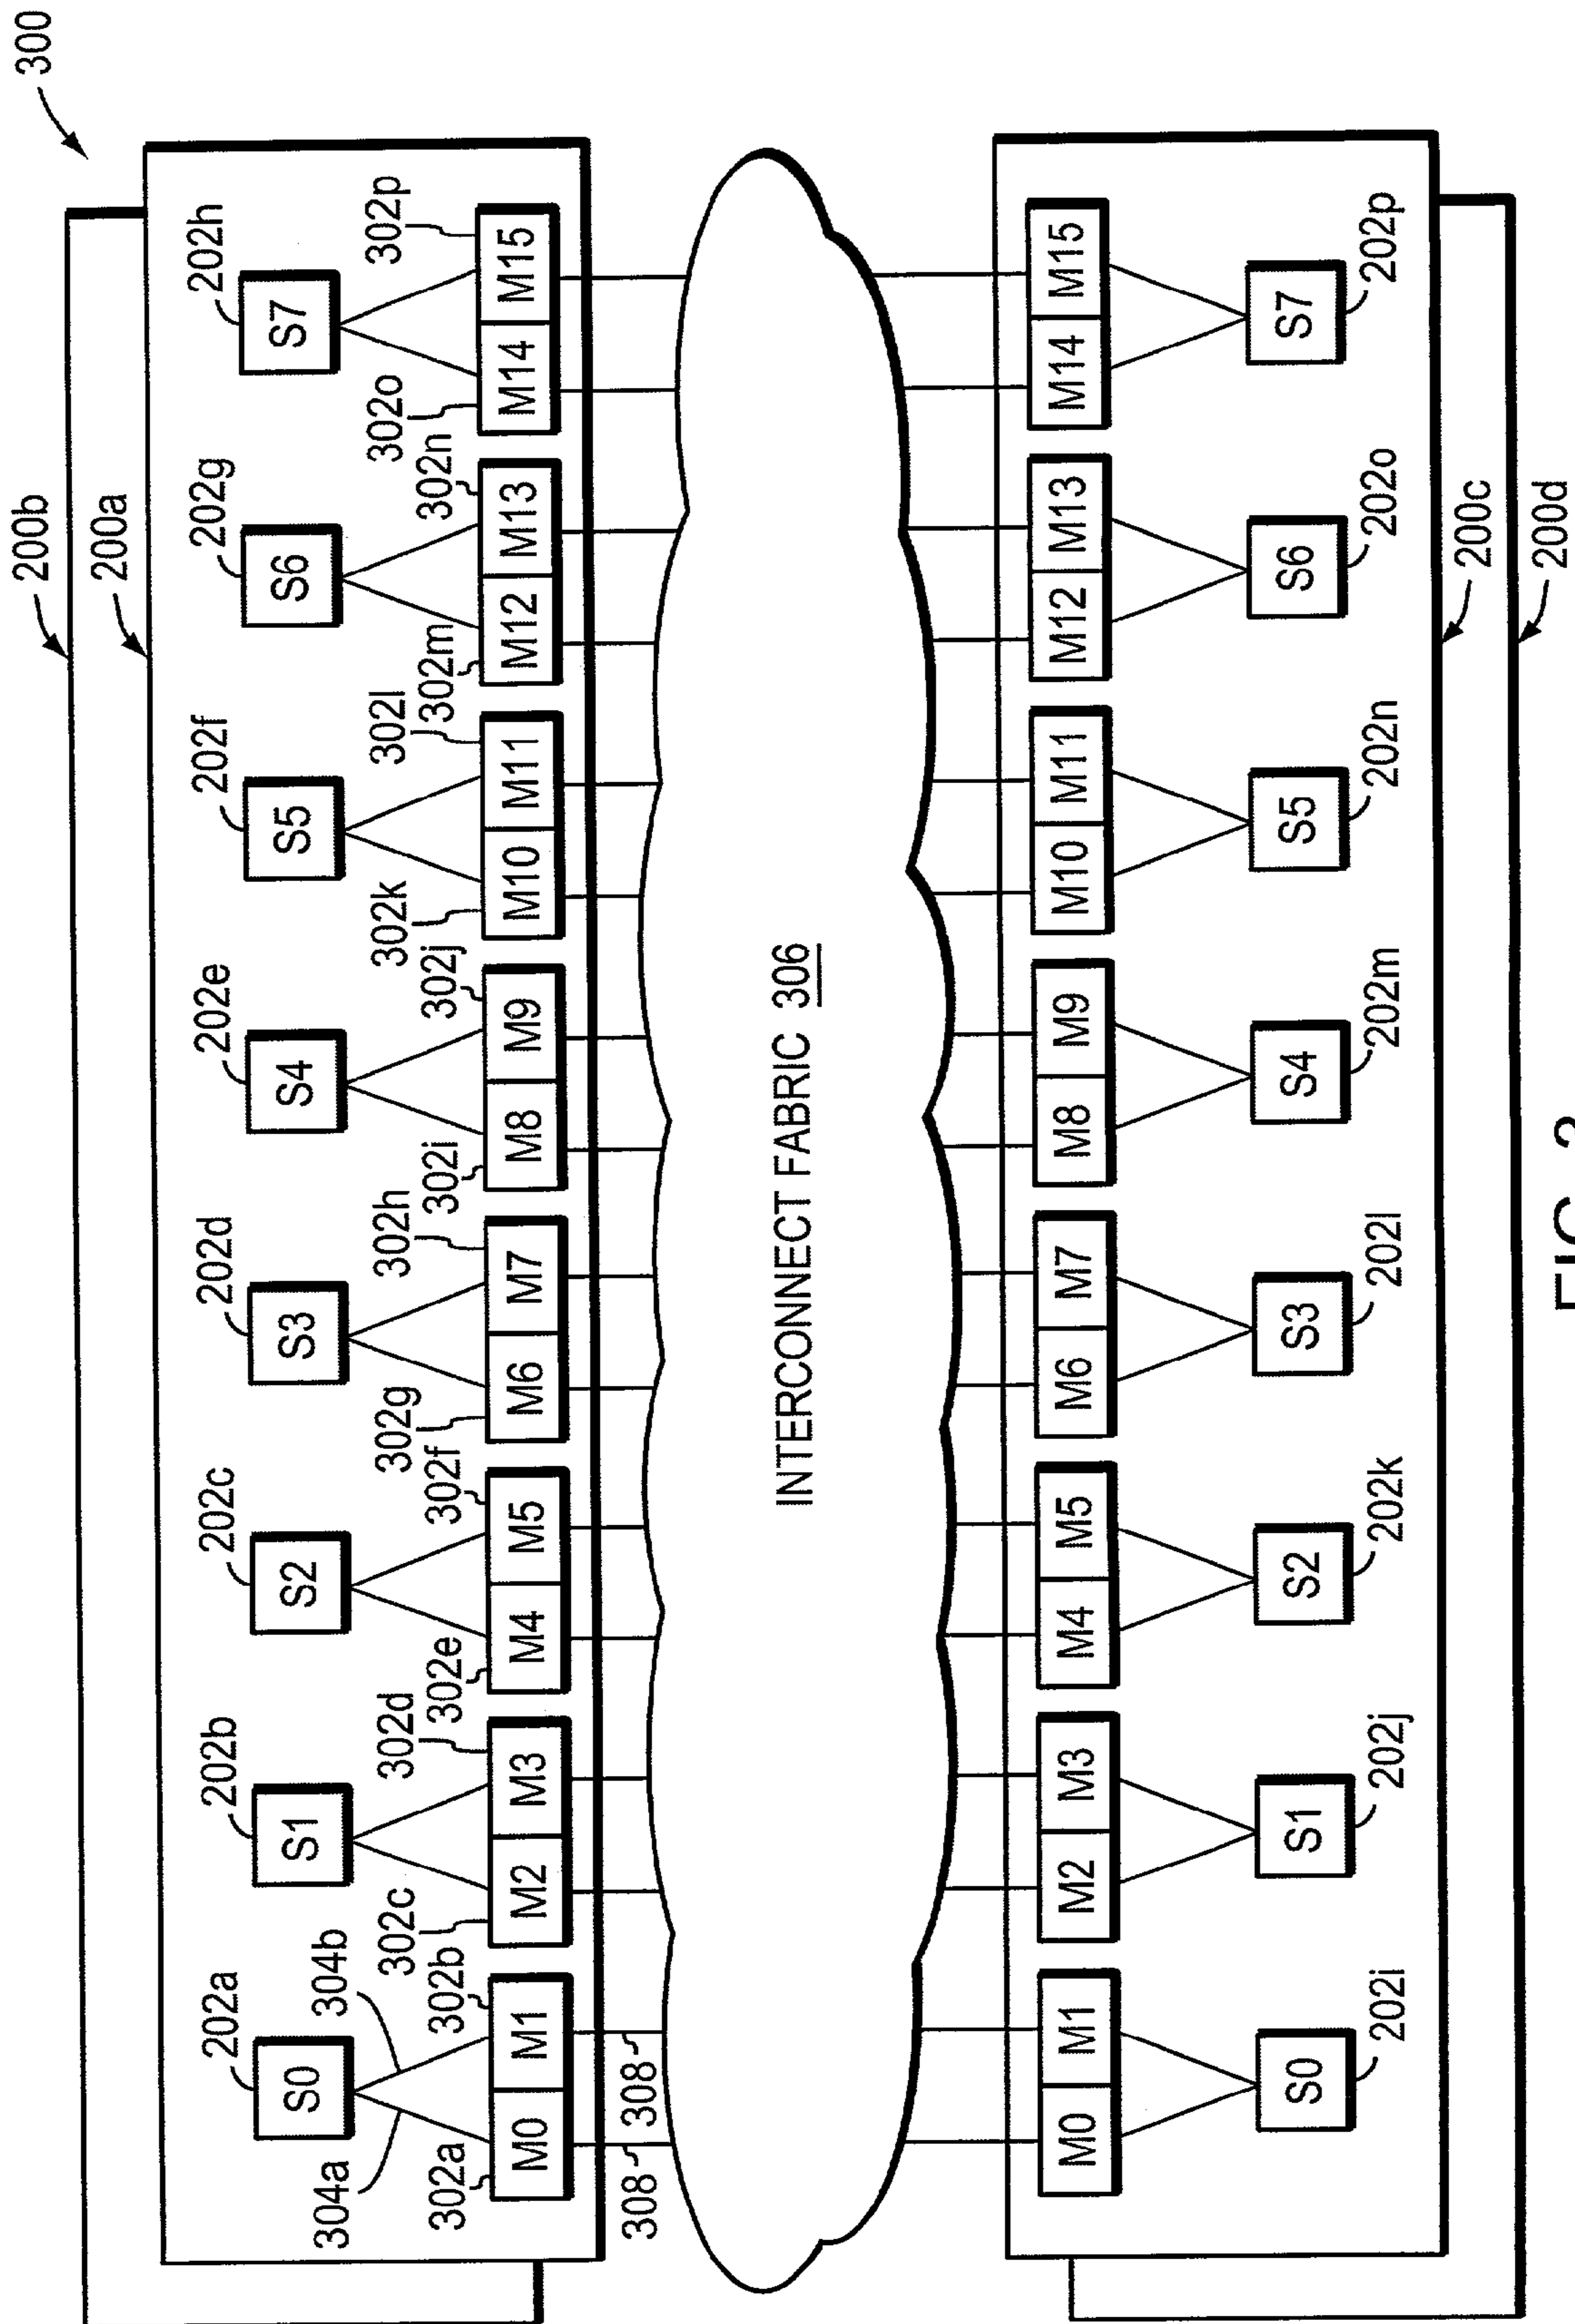 300
200b
200a
202a 202b 202c 202d 202e 202f 202g 202h
S0 S1 S2 S3 S4 S5 S6 S7
304a 304b
302c 302d 302g 302h 302k 302l 302o 302p
302a 302b 302e 302f 302i 302j 302m 302n
M0 M1 M2 M3 M4 M5 M6 M7 M8 M9 M10 M11 M12 M13 M14 M15
308 308
INTERCONNECT FABRIC 306
M0 M1 M2 M3 M4 M5 M6 M7 M8 M9 M10 M11 M12 M13 M14 M15
S0 S1 S2 S3 S4 S5 S6 S7
202i 202j 202k 202l 202m 202n 202o 202p
200c
200d
FIG.